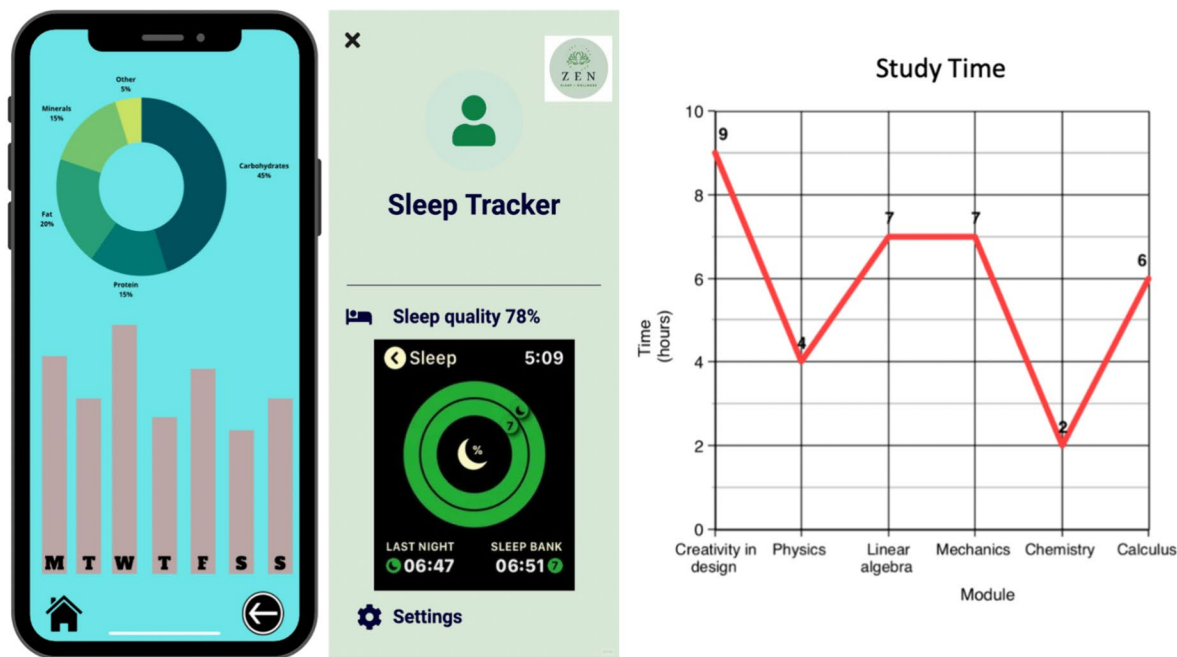 Other
5%
Minerals
15%
Carbohydrates
45%
Fat
20%
Protein
15%
M T W T F S S
ZEN
Sleep Tracker
Sleep quality 78%
Sleep 5:09
7
%
LAST NIGHT SLEEP BANK
06:47 06:51 7
Settings
Study Time
10
9
8
7 7
6
6
4
4
2
2
0
Time
(hours)
Creativity in
design
Physics
Linear
algebra
Mechanics
Chemistry
Calculus
Module